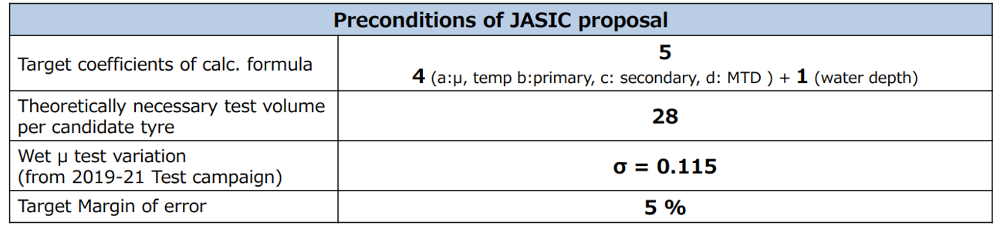 Preconditions of JASIC proposal
Target coefficients of calc. formula
5
4 (a:μ, temp b:primary, c: secondary, d: MTD ) + 1 (water depth)
Theoretically necessary test volume
per candidate tyre
28
Wet μ test variation
(from 2019-21 Test campaign)
σ = 0.115
Target Margin of error
5 %